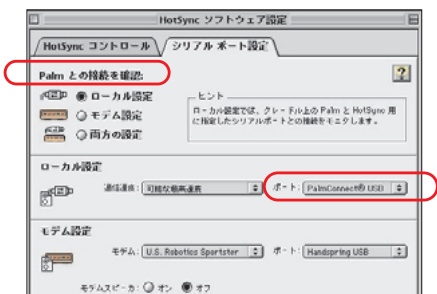 HotSync ソフトウェア設定
HotSync コントロール シリアル ポート設定
Palm との接続を確認:
ローカル設定
モデム設定
両方の設定
ヒント
ローカル設定では、クレードル上の Palm と HotSync 用
に指定したシリアルポートとの接続をモニタします。
ローカル設定
通信速度: 可能な最高速度 ポート: PalmConnect® USB
モデム設定
モデム: U.S. Robotics Sportster ポート: Handspring USB
モデムスピーカ: オン オフ